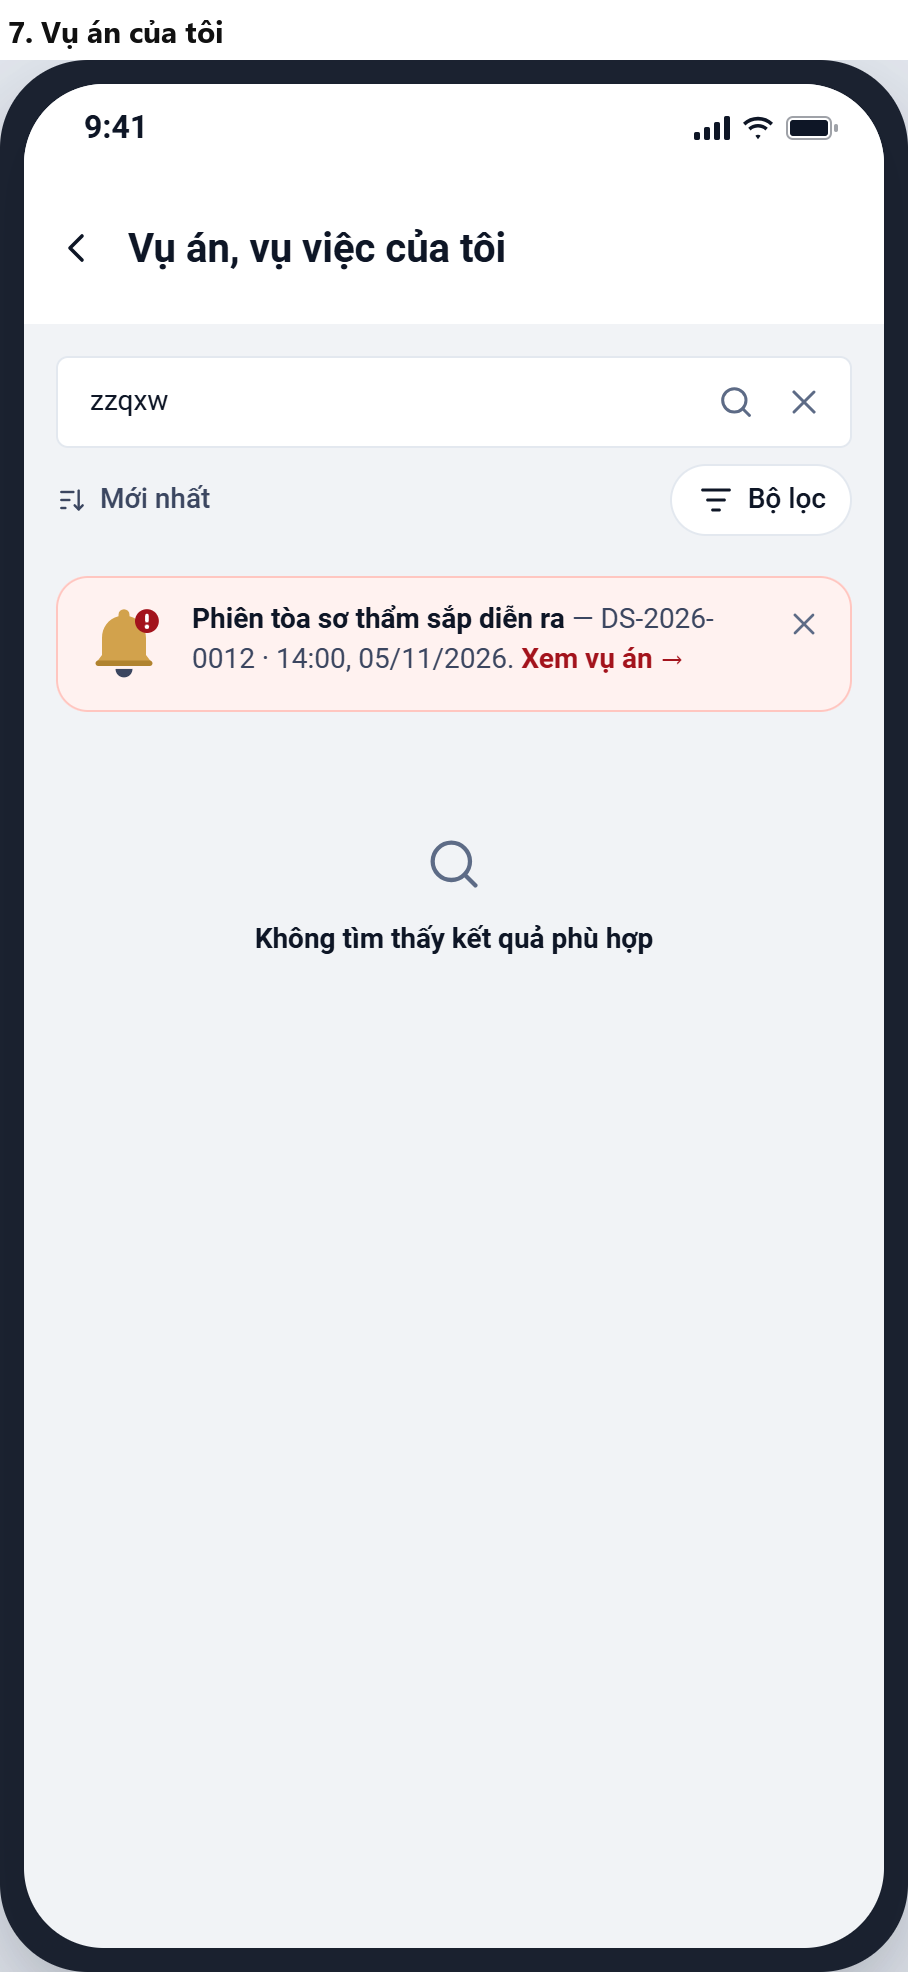 7. Vụ án của tôi
9:41
Vụ án, vụ việc của tôi
zzqxw
Mới nhất
Bộ lọc
Phiên tòa sơ thẩm sắp diễn ra — DS-2026-
0012 · 14:00, 05/11/2026. Xem vụ án →
Không tìm thấy kết quả phù hợp